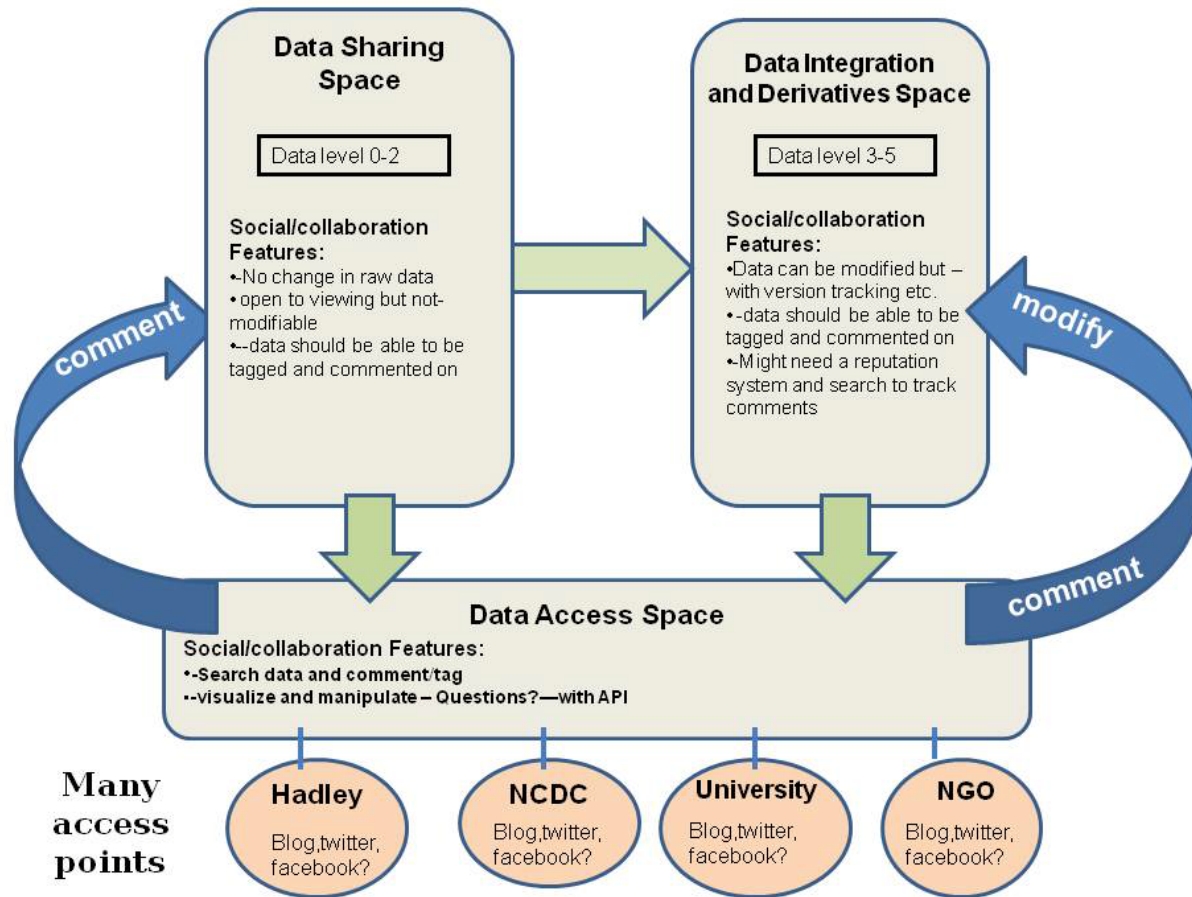 Data Sharing
Space
Data level 0-2
Social/collaboration
Features:
•-No change in raw data
•open to viewing but not-
modifiable
•--data should be able to be
tagged and commented on
Data Integration
and Derivatives Space
Data level 3-5
Social/collaboration
Features:
•Data can be modified but –
with version tracking etc.
•-data should be able to be
tagged and commented on
•-Might need a reputation
system and search to track
comments
comment
modify
comment
Data Access Space
Social/collaboration Features:
•-Search data and comment/tag
•-visualize and manipulate – Questions?—with API
Many
access
points
Hadley
Blog,twitter,
facebook?
NCDC
Blog,twitter,
facebook?
University
Blog,twitter,
facebook?
NGO
Blog,twitter,
facebook?